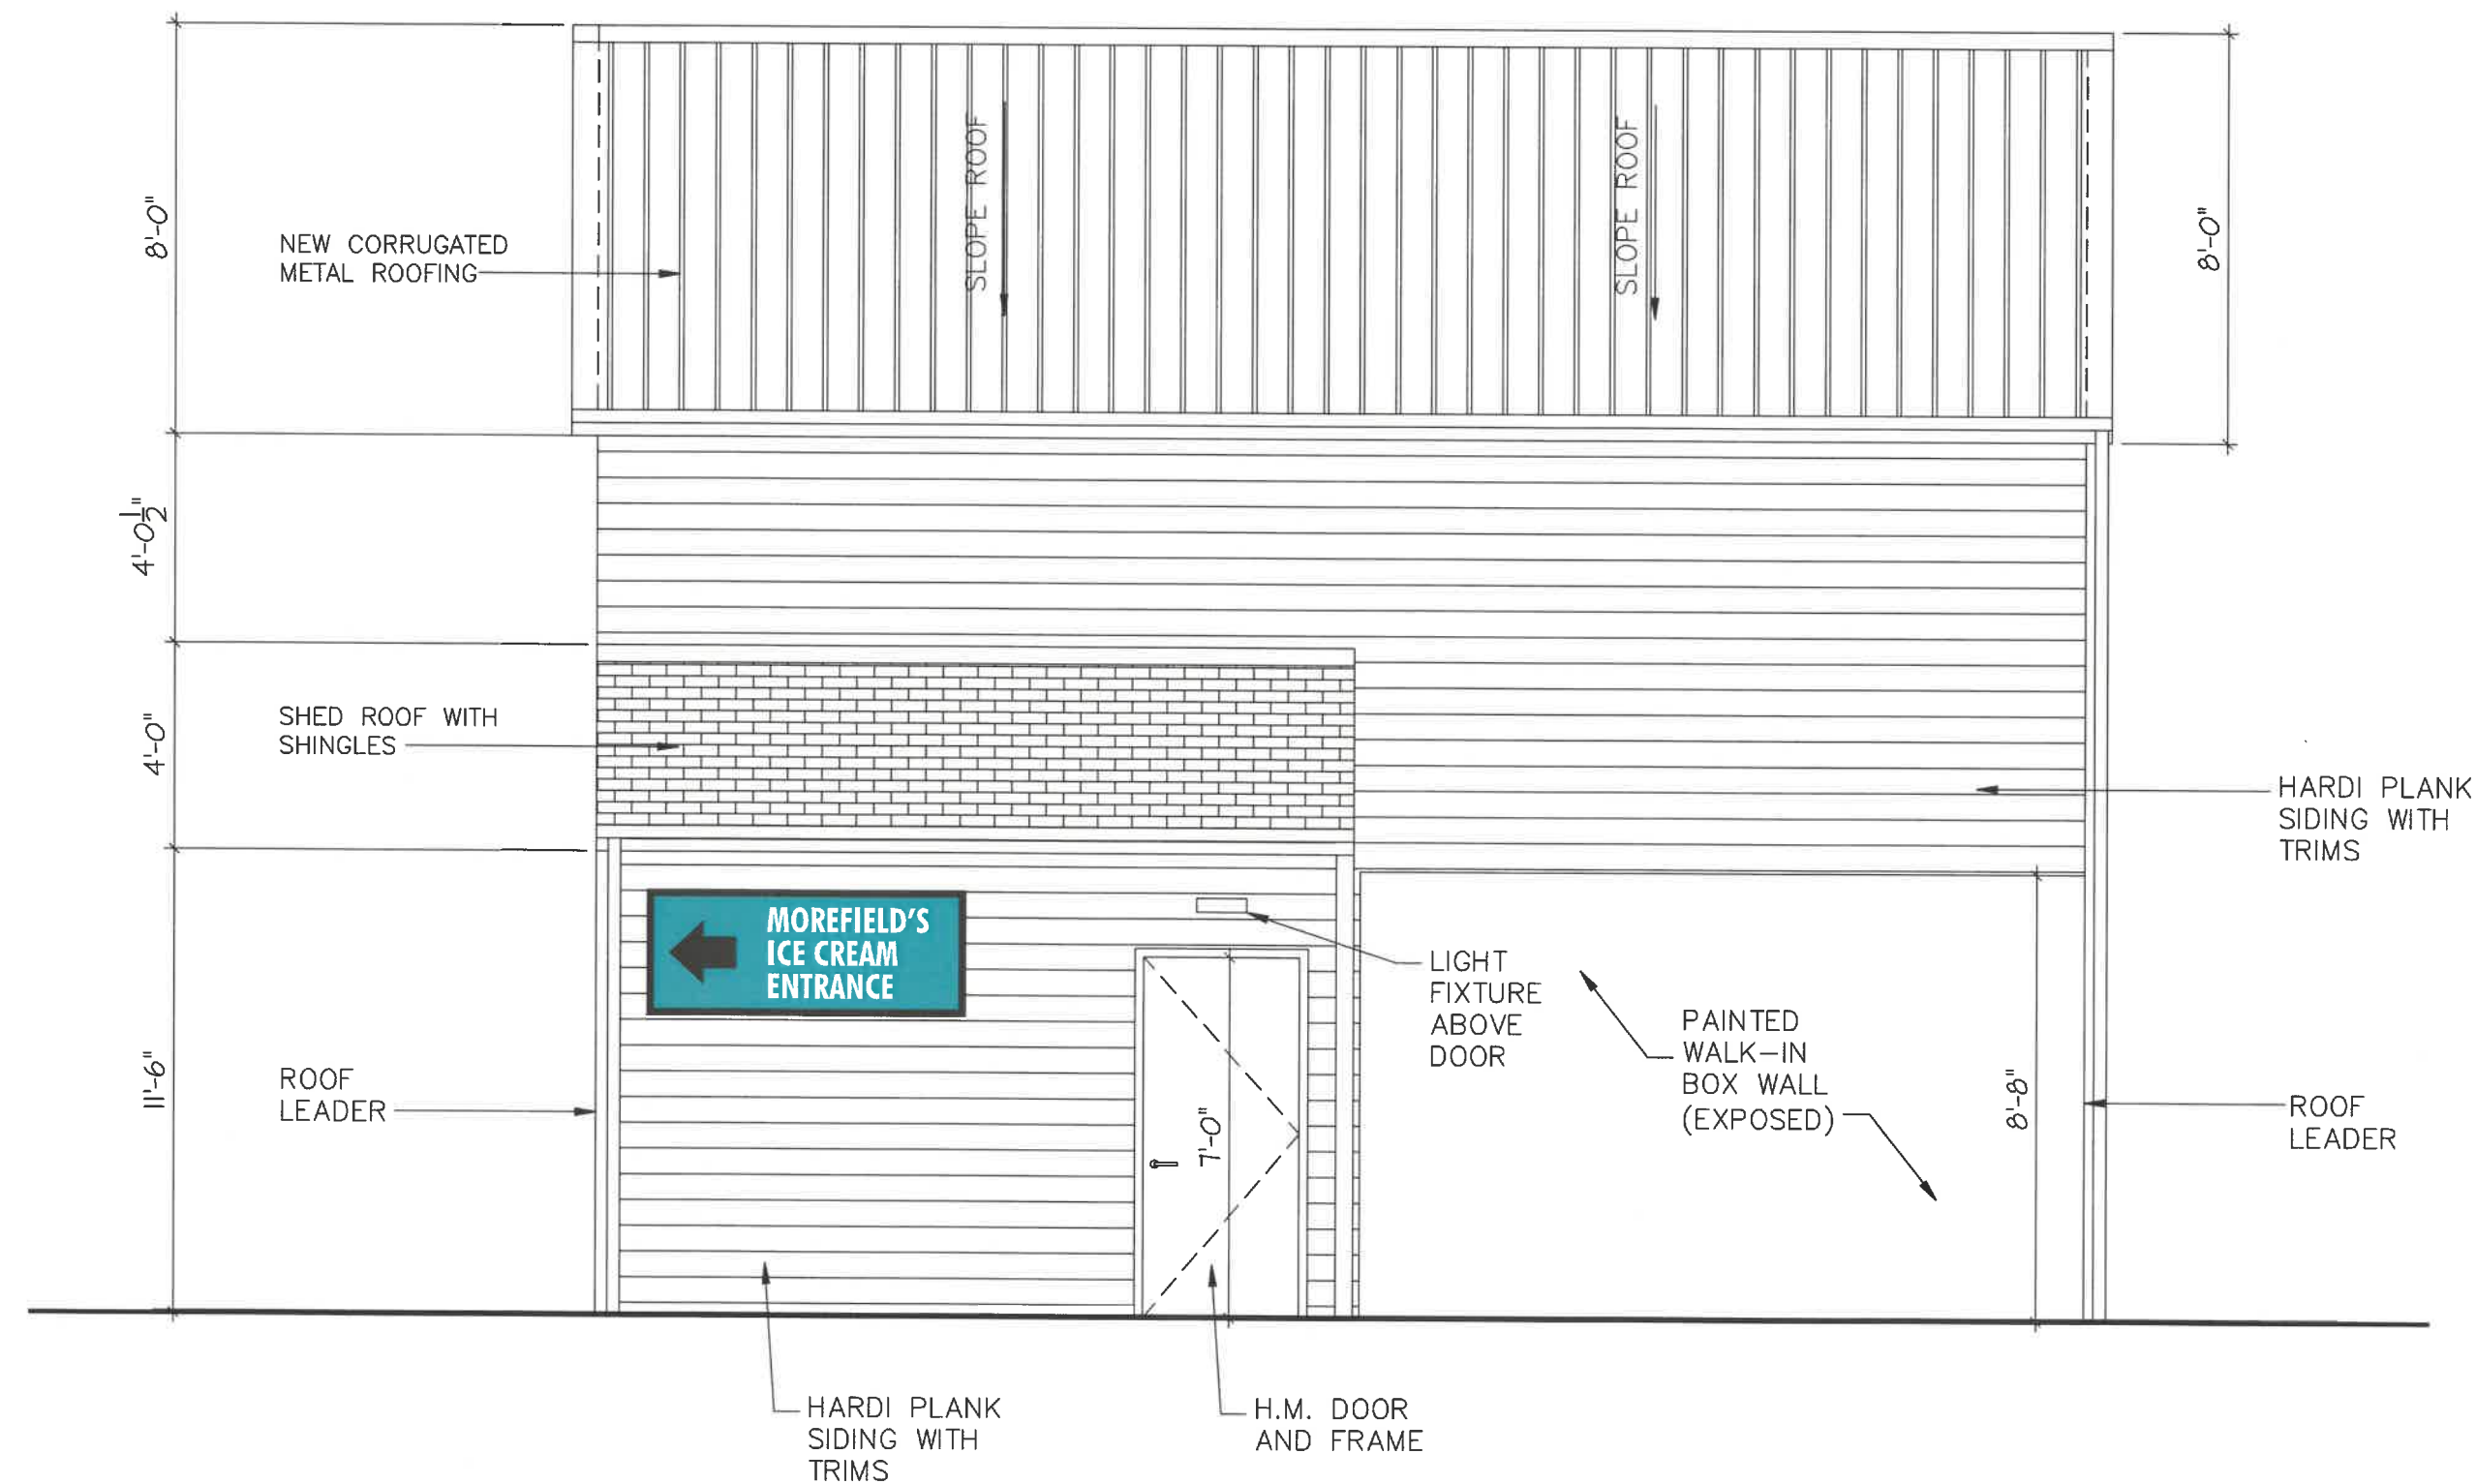 8'-0"
NEW CORRUGATED
METAL ROOFING
SLOPE ROOF
SLOPE ROOF
8'-0"
4'-0 1/2"
4'-0"
SHED ROOF WITH
SHINGLES
HARDI PLANK
SIDING WITH
TRIMS
MOREFIELD'S
ICE CREAM
ENTRANCE
LIGHT
FIXTURE
ABOVE
DOOR
PAINTED
WALK-IN
BOX WALL
(EXPOSED)
11'-6"
ROOF
LEADER
7'-0"
8'-8"
ROOF
LEADER
HARDI PLANK
SIDING WITH
TRIMS
H.M. DOOR
AND FRAME